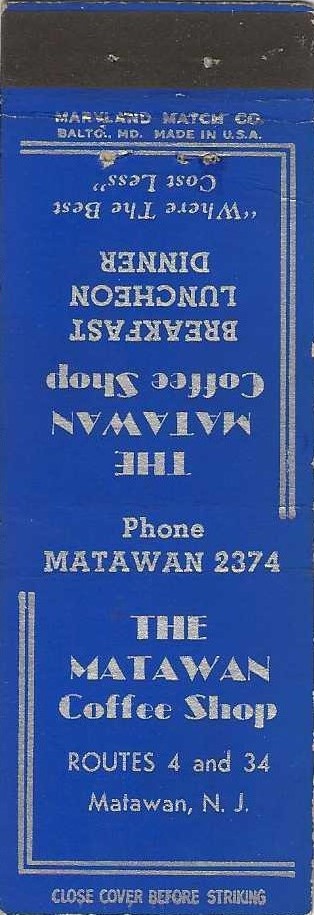 MARYLAND MATCH CO.
BALTO., MD. MADE IN U.S.A.
THE
MATAWAN
Coffee Shop
BREAKFAST
LUNCHEON
DINNER
"Where The Best
Cost Less"
Phone
MATAWAN 2374
THE
MATAWAN
Coffee Shop
ROUTES 4 and 34
Matawan, N. J.
CLOSE COVER BEFORE STRIKING